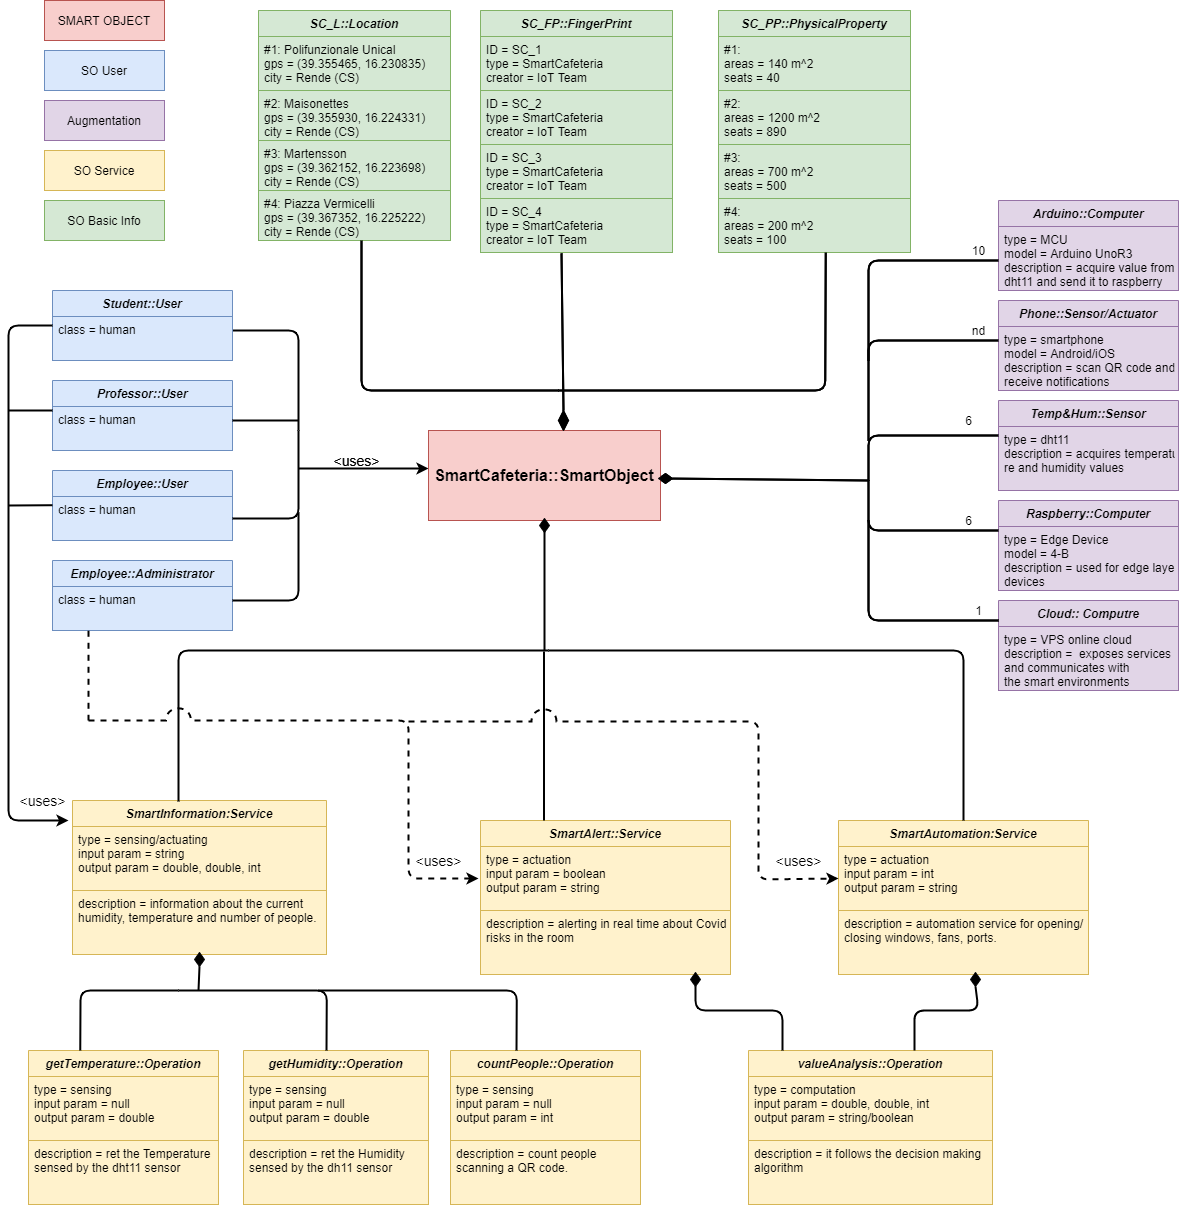 SMART OBJECT
SO User
Augmentation
SO Service
SO Basic Info
SC_L::Location
#1: Polifunzionale Unical
gps = (39.355465, 16.230835)
city = Rende (CS)
#2: Maisonettes
gps = (39.355930, 16.224331)
city = Rende (CS)
#3: Martensson
gps = (39.362152, 16.223698)
city = Rende (CS)
#4: Piazza Vermicelli
gps = (39.367352, 16.225222)
city = Rende (CS)
SC_FP::FingerPrint
ID = SC_1
type = SmartCafeteria
creator = IoT Team
ID = SC_2
type = SmartCafeteria
creator = IoT Team
ID = SC_3
type = SmartCafeteria
creator = IoT Team
ID = SC_4
type = SmartCafeteria
creator = IoT Team
SC_PP::PhysicalProperty
#1:
areas = 140 m^2
seats = 40
#2:
areas = 1200 m^2
seats = 890
#3:
areas = 700 m^2
seats = 500
#4:
areas = 200 m^2
seats = 100
10
Arduino::Computer
type = MCU
model = Arduino UnoR3
description = acquire value from
dht11 and send it to raspberry
nd
Phone::Sensor/Actuator
type = smartphone
model = Android/iOS
description = scan QR code and
receive notifications
6
Temp&Hum::Sensor
type = dht11
description = acquires temperatu
re and humidity values
6
Raspberry::Computer
type = Edge Device
model = 4-B
description = used for edge laye
devices
1
Cloud:: Computre
type = VPS online cloud
description =  exposes services
and communicates with
the smart environments
Student::User
class = human
Professor::User
class = human
Employee::User
class = human
Employee::Administrator
class = human
<uses>
SmartCafeteria::SmartObject
<uses>
SmartInformation:Service
type = sensing/actuating
input param = string
output param = double, double, int
description = information about the current
humidity, temperature and number of people.
<uses>
SmartAlert::Service
type = actuation
input param = boolean
output param = string
description = alerting in real time about Covid
risks in the room
<uses>
SmartAutomation:Service
type = actuation
input param = int
output param = string
description = automation service for opening/
closing windows, fans, ports.
getTemperature::Operation
type = sensing
input param = null
output param = double
description = ret the Temperature
sensed by the dht11 sensor
getHumidity::Operation
type = sensing
input param = null
output param = double
description = ret the Humidity
sensed by the dh11 sensor
countPeople::Operation
type = sensing
input param = null
output param = int
description = count people
scanning a QR code.
valueAnalysis::Operation
type = computation
input param = double, double, int
output param = string/boolean
description = it follows the decision making
algorithm